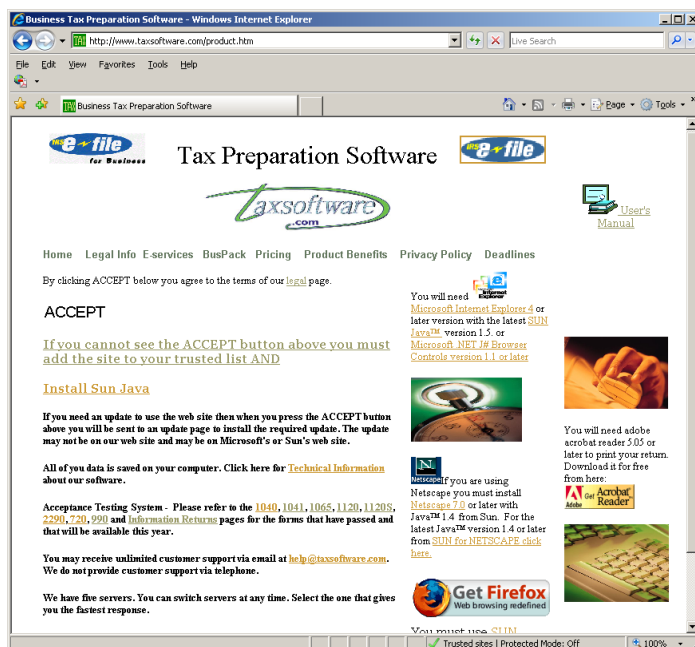 Business Tax Preparation Software - Windows Internet Explorer
http://www.taxsoftware.com/product.htm
Live Search
File Edit View Favorites Tools Help
Business Tax Preparation Software
Page Tools
IRS e-file
for Business
Tax Preparation Software
IRS e-file
taxsoftware
.com
User's
Manual
Home Legal Info E-services BusPack Pricing Product Benefits Privacy Policy Deadlines
By clicking ACCEPT below you agree to the terms of our legal page.
ACCEPT
If you cannot see the ACCEPT button above you must
add the site to your trusted list AND
Install Sun Java
If you need an update to use the web site then when you press the ACCEPT button
above you will be sent to an update page to install the required update. The update
may not be on our web site and may be on Microsoft's or Sun's web site.
All of you data is saved on your computer. Click here for Technical Information
about our software.
Acceptance Testing System - Please refer to the 1040, 1041, 1065, 1120, 1120S,
2290, 720, 990 and Information Returns pages for the forms that have passed and
that will be available this year.
You may receive unlimited customer support via email at help@taxsoftware.com.
We do not provide customer support via telephone.
We have five servers. You can switch servers at any time. Select the one that gives
you the fastest response.
You will need Microsoft Internet Explorer
Microsoft Internet Explorer 4 or
later version with the latest SUN
Java™ version 1.5. or
Microsoft .NET J# Browser
Controls version 1.1 or later
N
Netscape If you are using
Netscape you must install
Netscape 7.0 or later with
Java™ 1.4 from Sun. For the
latest Java™ version 1.4 or later
from SUN for NETSCAPE click
here.
Get Firefox
Web browsing redefined
You must use SUN
You will need adobe
acrobat reader 5.05 or
later to print your return.
Download it for free
from here:
Adobe Get Acrobat Reader
Trusted sites | Protected Mode: Off
100%